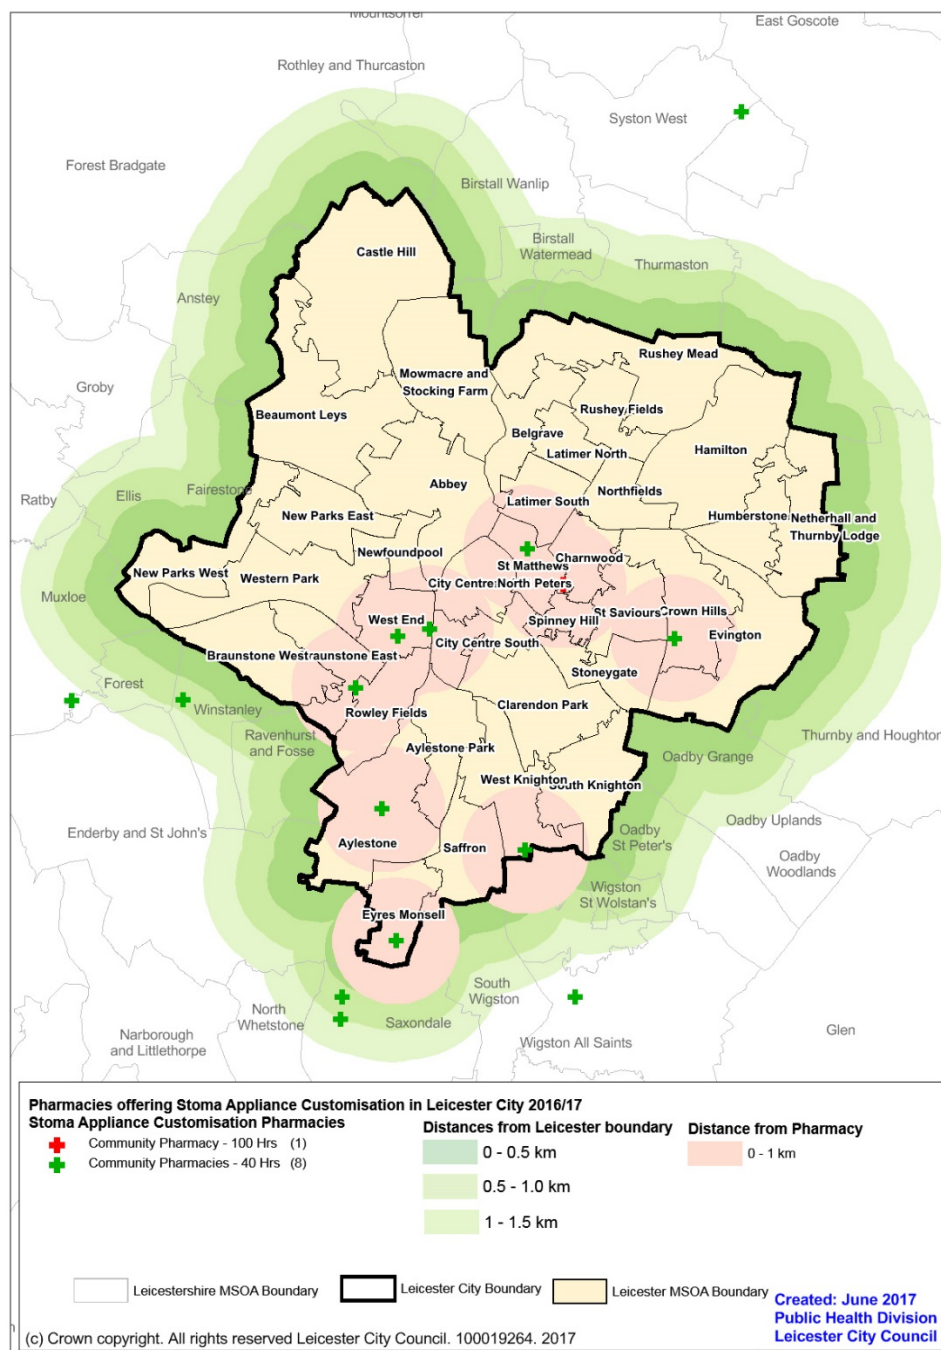 Mountsorrel
East Goscote
Rothley and Thurcaston
Syston West
Forest Bradgate
Birstall Wanlip
Birstall
Watermead
Castle Hill
Thurmaston
Anstey
Rushey Mead
Mowmacre and
Stocking Farm
Groby
Beaumont Leys
Rushey Fields
Belgrave
Latimer North
Hamilton
Abbey
Ratby
Ellis
Fairestone
Latimer South
Northfields
New Parks East
Humberstone
Netherhall and
Thurnby Lodge
Newfoundpool
Charnwood
St Matthews
New Parks West
Western Park
City Centre North
St Peters
Muxloe
West End
Spinney Hill
St Saviours
Crown Hills
Evington
City Centre South
Braunstone West
Braunstone East
Stoneygate
Forest
Winstanley
Rowley Fields
Clarendon Park
Ravenhurst
and Fosse
Thurnby and Houghton
Aylestone Park
Oadby Grange
West Knighton
South Knighton
Enderby and St John's
Oadby Uplands
Aylestone
Saffron
Oadby
St Peter's
Oadby
Woodlands
Wigston
St Wolstan's
Eyres Monsell
South
Wigston
North
Whetstone
Saxondale
Narborough
and Littlethorpe
Wigston All Saints
Glen
Pharmacies offering Stoma Appliance Customisation in Leicester City 2016/17
Stoma Appliance Customisation Pharmacies
Community Pharmacy - 100 Hrs (1)
Community Pharmacies - 40 Hrs (8)
Distances from Leicester boundary
0 - 0.5 km
0.5 - 1.0 km
1 - 1.5 km
Distance from Pharmacy
0 - 1 km
Leicestershire MSOA Boundary
Leicester City Boundary
Leicester MSOA Boundary
Created: June 2017
Public Health Division
Leicester City Council
(c) Crown copyright. All rights reserved Leicester City Council. 100019264. 2017